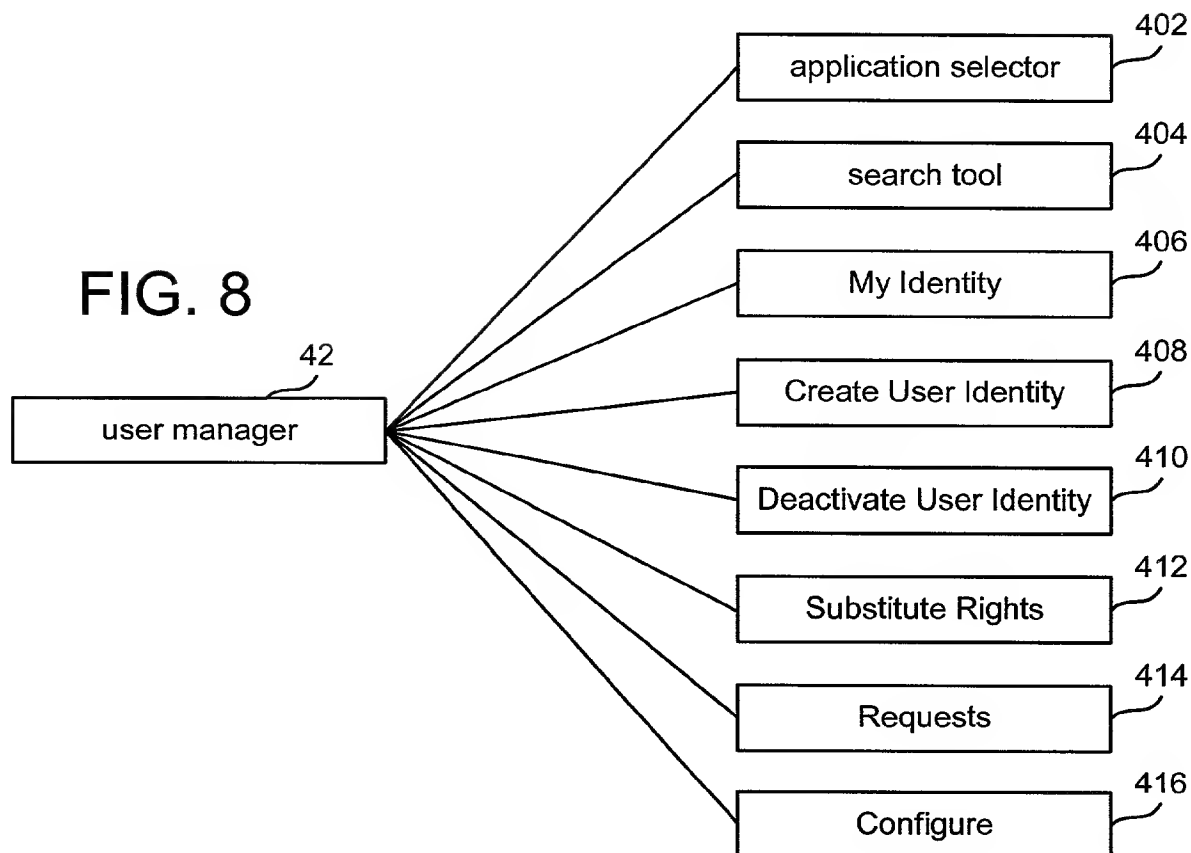 402
application selector
404
search tool
406
My Identity
FIG. 8
408
Create User Identity
42
user manager
410
Deactivate User Identity
412
Substitute Rights
414
Requests
416
Configure